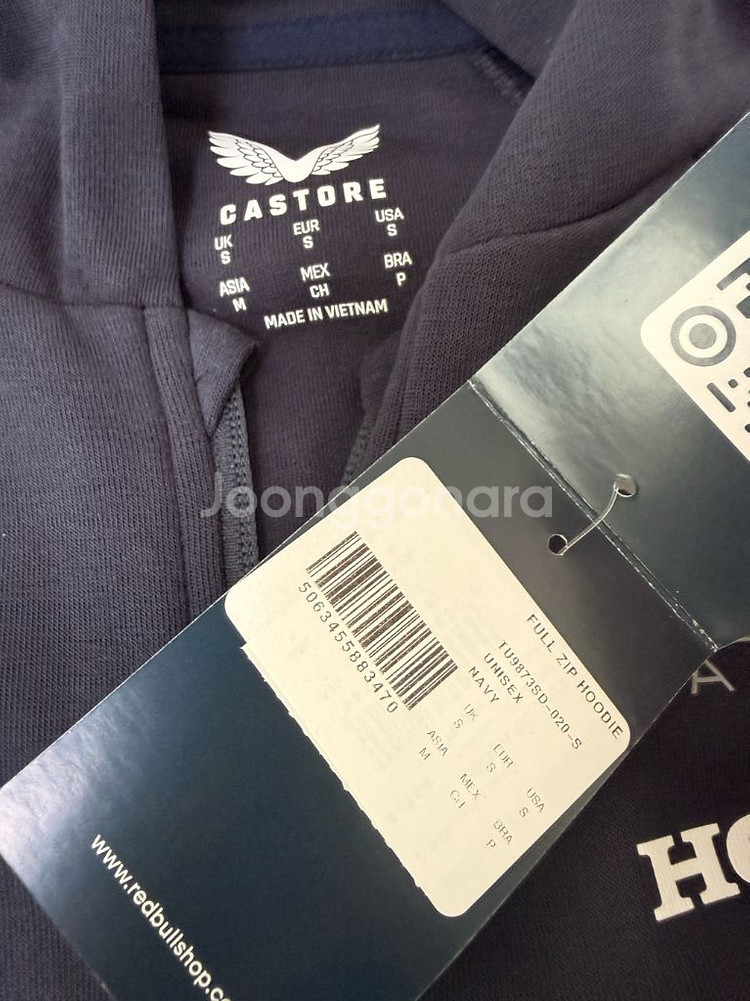 CASTORE
UK EUR USA
S S S
ASIA MEX BRA
M CH P
MADE IN VIETNAM
Joonggonara
5063455883470
FULL ZIP HOODIE
TU9873SD-020-S
UNISEX
NAVY
UK EUR USA
S S S
ASIA MEX BRA
M CH P
www.redbullshop.co
A
HO